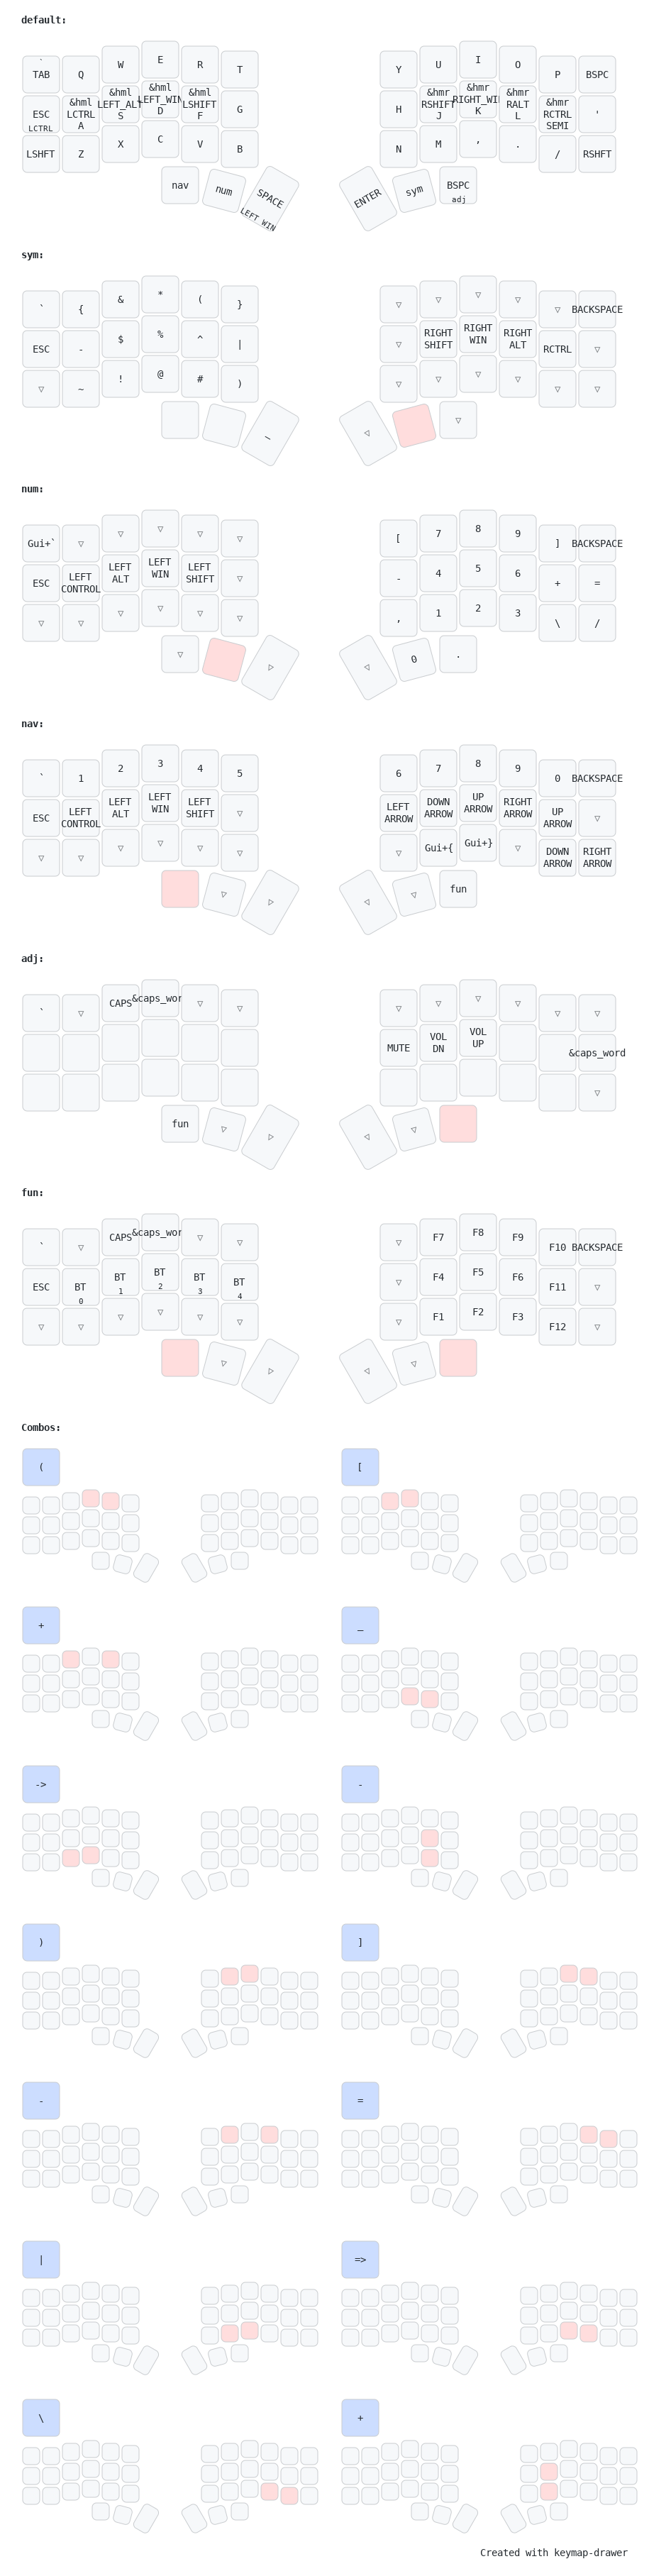 default:
` W E R T Y U I O
TAB Q P BSPC
&hml &hml &hml &hmr &hmr &hmr
ESC &hml LEFT_ALT LEFT_WIN LSHIFT G H RSHIFT RIGHT_WIN RALT &hmr '
LCTRL LCTRL S D F J K L RCTRL
A SEMI
LSHFT Z X C V B N M , . / RSHFT
nav num SPACE ENTER sym BSPC
LEFT WIN adj
sym:
` { & * ( } ▽ ▽ ▽ ▽ ▽ BACKSPACE
ESC - $ % ^ | ▽ RIGHT SHIFT RIGHT WIN RIGHT ALT RCTRL ▽
▽ ~ ! @ # ) ▽ ▽ ▽ ▽ ▽ ▽
_ ▽ ▽
num:
Gui+` ▽ ▽ ▽ ▽ ▽ [ 7 8 9 ] BACKSPACE
ESC LEFT CONTROL LEFT ALT LEFT WIN LEFT SHIFT ▽ - 4 5 6 + =
▽ ▽ ▽ ▽ ▽ ▽ , 1 2 3 \ /
▽ ▽ ▽ 0 .
nav:
` 1 2 3 4 5 6 7 8 9 0 BACKSPACE
ESC LEFT CONTROL LEFT ALT LEFT WIN LEFT SHIFT ▽ LEFT ARROW DOWN ARROW UP ARROW RIGHT ARROW UP ARROW ▽
▽ ▽ ▽ ▽ ▽ ▽ ▽ Gui+{ Gui+} ▽ DOWN ARROW RIGHT ARROW
▽ ▽ ▽ ▽ fun
adj:
` ▽ CAPS &caps_word ▽ ▽ ▽ ▽ ▽ ▽ ▽ ▽
MUTE VOL DN VOL UP &caps_word
▽
fun ▽ ▽ ▽ ▽
fun:
` ▽ CAPS &caps_word ▽ ▽ ▽ F7 F8 F9 F10 BACKSPACE
ESC BT 0 BT 1 BT 2 BT 3 BT 4 ▽ F4 F5 F6 F11 ▽
▽ ▽ ▽ ▽ ▽ ▽ ▽ F1 F2 F3 F12 ▽
▽ ▽ ▽ ▽
Combos:
( [
+ _
-> -
) ]
- =
| =>
\ +
Created with keymap-drawer